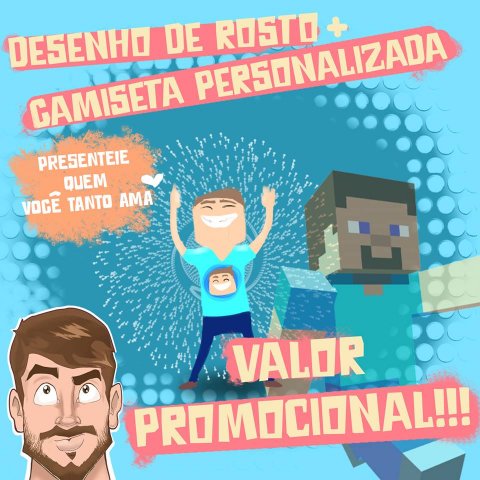 DESENHO DE ROSTO +
CAMISETA PERSONALIZADA
PRESENTEIE
QUEM
VOCÊ TANTO AMA
VALOR
PROMOCIONAL!!!